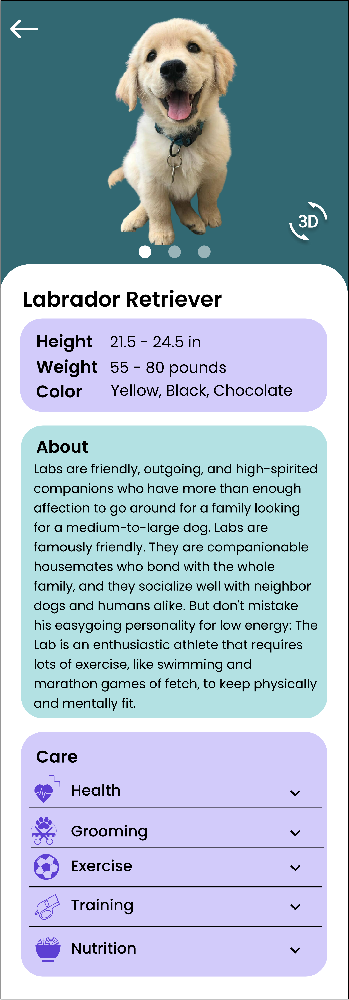 3D
Labrador Retriever
Height 21.5 - 24.5 in
Weight 55 - 80 pounds
Color Yellow, Black, Chocolate
About
Labs are friendly, outgoing, and high-spirited
companions who have more than enough
affection to go around for a family looking
for a medium-to-large dog. Labs are
famously friendly. They are companionable
housemates who bond with the whole
family, and they socialize well with neighbor
dogs and humans alike. But don't mistake
his easygoing personality for low energy: The
Lab is an enthusiastic athlete that requires
lots of exercise, like swimming and
marathon games of fetch, to keep physically
and mentally fit.
Care
Health
Grooming
Exercise
Training
Nutrition